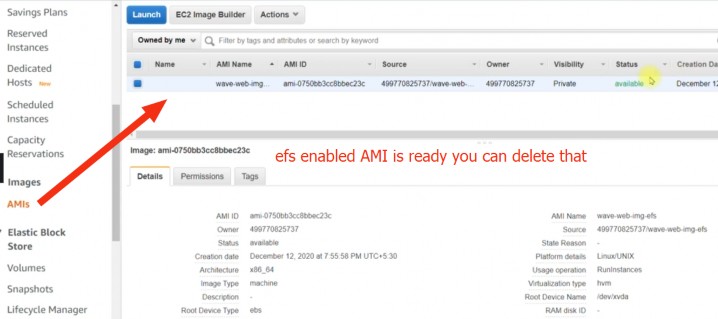 Savings Plans
Reserved
Instances
Dedicated
Hosts New
Scheduled
Instances
Capacity
Reservations
Images
AMIs
Elastic Block
Store
Volumes
Snapshots
Lifecycle Manager
Launch EC2 Image Builder Actions
Owned by me Filter by tags and attributes or search by keyword
Name AMI Name AMI ID Source Owner Visibility Status Creation Da
wave-web-img... ami-0750bb3cc8bbec23c 499770825737/wave-web-... 499770825737 Private available December 12
Image: ami-0750bb3cc8bbec23c
efs enabled AMI is ready you can delete that
Details Permissions Tags
AMI ID ami-0750bb3cc8bbec23c AMI Name wave-web-img-efs
Owner 499770825737 Source 499770825737/wave-web-img-efs
Status available State Reason -
Creation date December 12, 2020 at 7:55:58 PM UTC+5:30 Platform details Linux/UNIX
Architecture x86_64 Usage operation RunInstances
Image Type machine Virtualization type hvm
Description - Root Device Name /dev/xvda
Root Device Type ebs RAM disk ID -